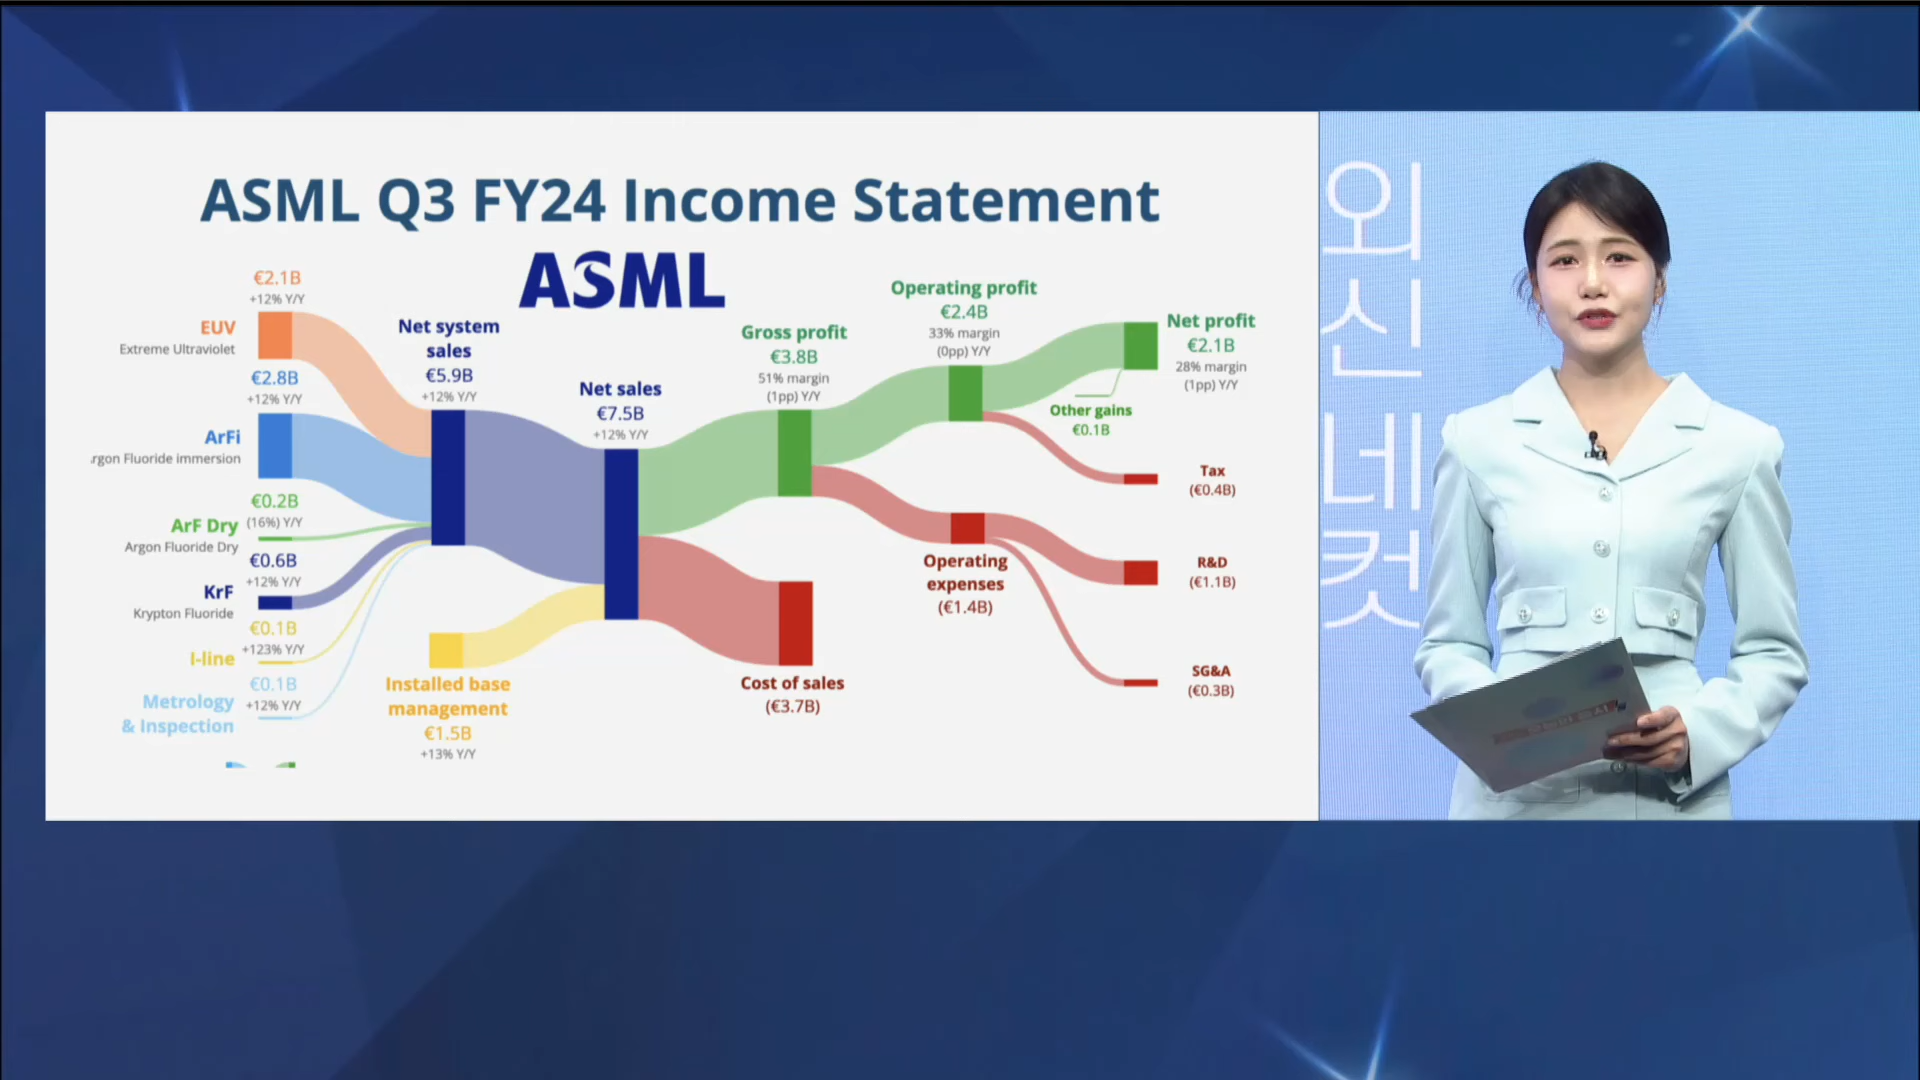 ASML Q3 FY24 Income Statement
ASML
€2.1B
+12% Y/Y
EUV
Extreme Ultraviolet
€2.8B
+12% Y/Y
ArFi
rgon Fluoride immersion
€0.2B
(16%) Y/Y
ArF Dry
Argon Fluoride Dry
€0.6B
+12% Y/Y
KrF
Krypton Fluoride
€0.1B
+123% Y/Y
I-line
€0.1B
+12% Y/Y
Metrology
& Inspection
Net system
sales
€5.9B
+12% Y/Y
Installed base
management
€1.5B
+13% Y/Y
Net sales
€7.5B
+12% Y/Y
Gross profit
€3.8B
51% margin
(1pp) Y/Y
Cost of sales
(€3.7B)
Operating profit
€2.4B
33% margin
(0pp) Y/Y
Operating
expenses
(€1.4B)
Net profit
€2.1B
28% margin
(1pp) Y/Y
Other gains
€0.1B
Tax
(€0.4B)
R&D
(€1.1B)
SG&A
(€0.3B)
외신네컷